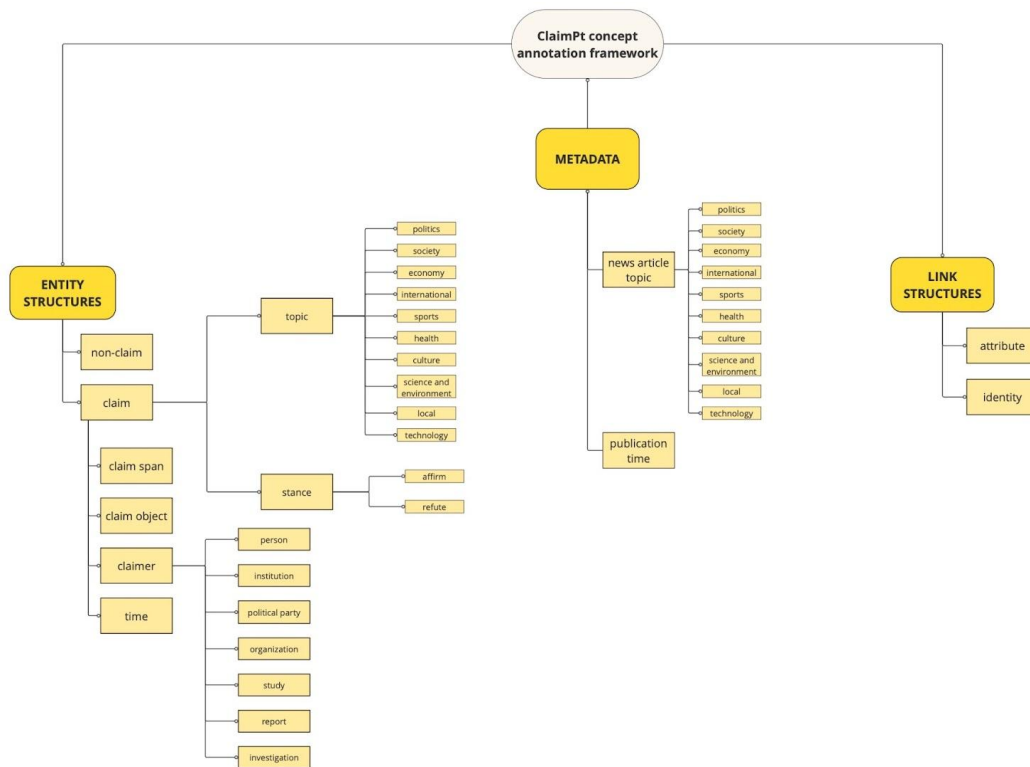 ClaimPt concept
annotation framework
ENTITY
STRUCTURES
non-claim
claim
claim span
claim object
claimer
time
topic
politics
society
economy
international
sports
health
culture
science and
environment
local
technology
stance
affirm
refute
person
institution
political party
organization
study
report
investigation
METADATA
news article
topic
politics
society
economy
international
sports
health
culture
science and
environment
local
technology
publication
time
LINK
STRUCTURES
attribute
identity